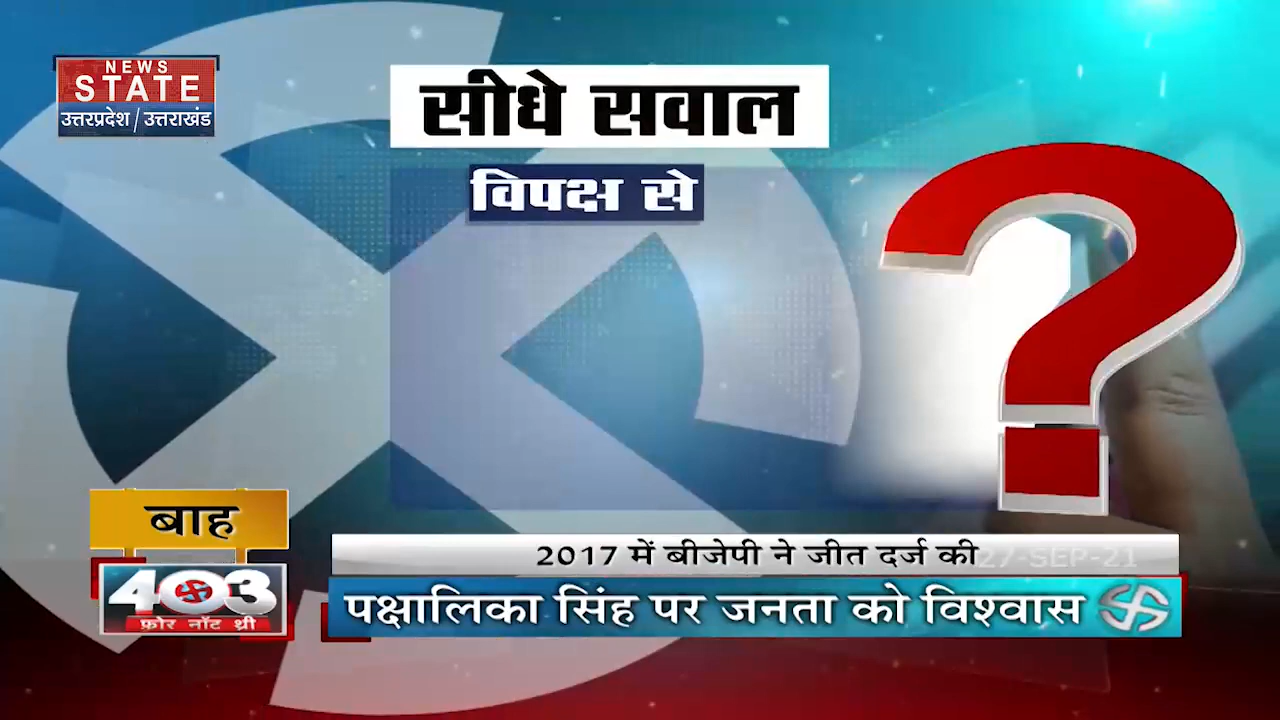 NEWS
STATE
उत्तरप्रदेश/उत्तराखंड
सीधे सवाल
विपक्ष से
?
बाह
403
फ़ोर नॉट थ्री
2017 में बीजेपी ने जीत दर्ज की
27-SEP-21
पक्षालिका सिंह पर जनता को विश्वास